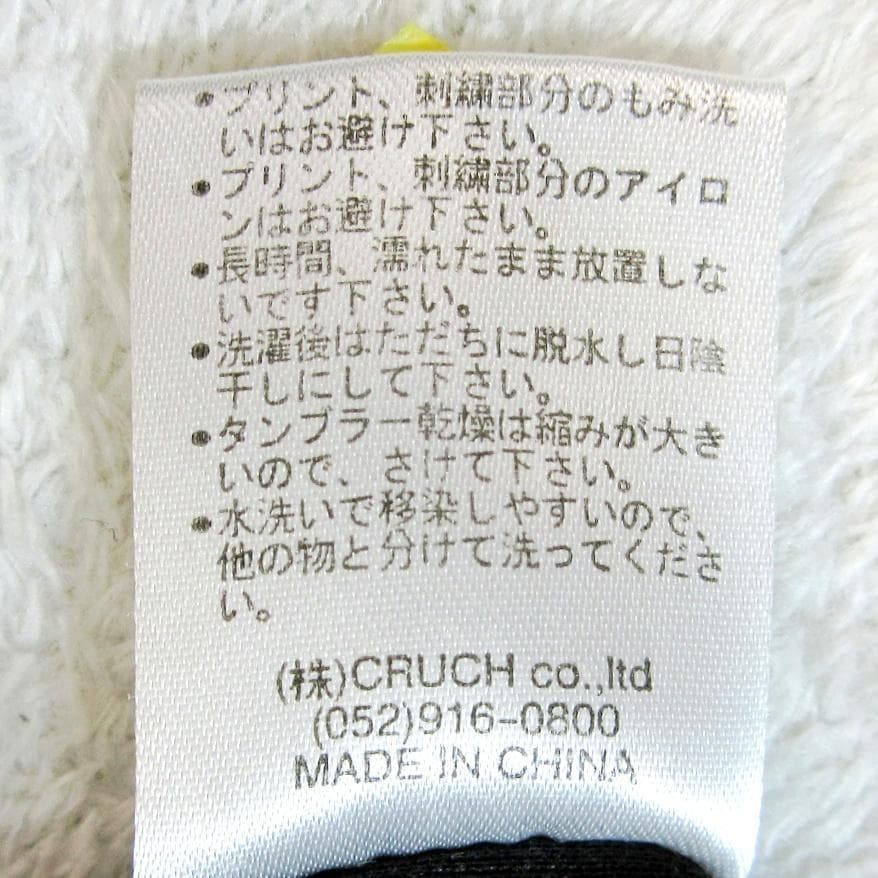 ・プリント、刺繍部分のもみ洗
いはお避け下さい。
・プリント、刺繍部分のアイロ
ンはお避け下さい。
・長時間、濡れたまま放置しな
いです下さい。
・洗濯後はただちに脱水し日陰
干しにして下さい。
・タンブラー乾燥は縮みが大き
いので、さけて下さい。
・水洗いで移染しやすいので、
他の物と分けて洗ってくださ
い。
(株)CRUCH co.,ltd
(052)916-0800
MADE IN CHINA